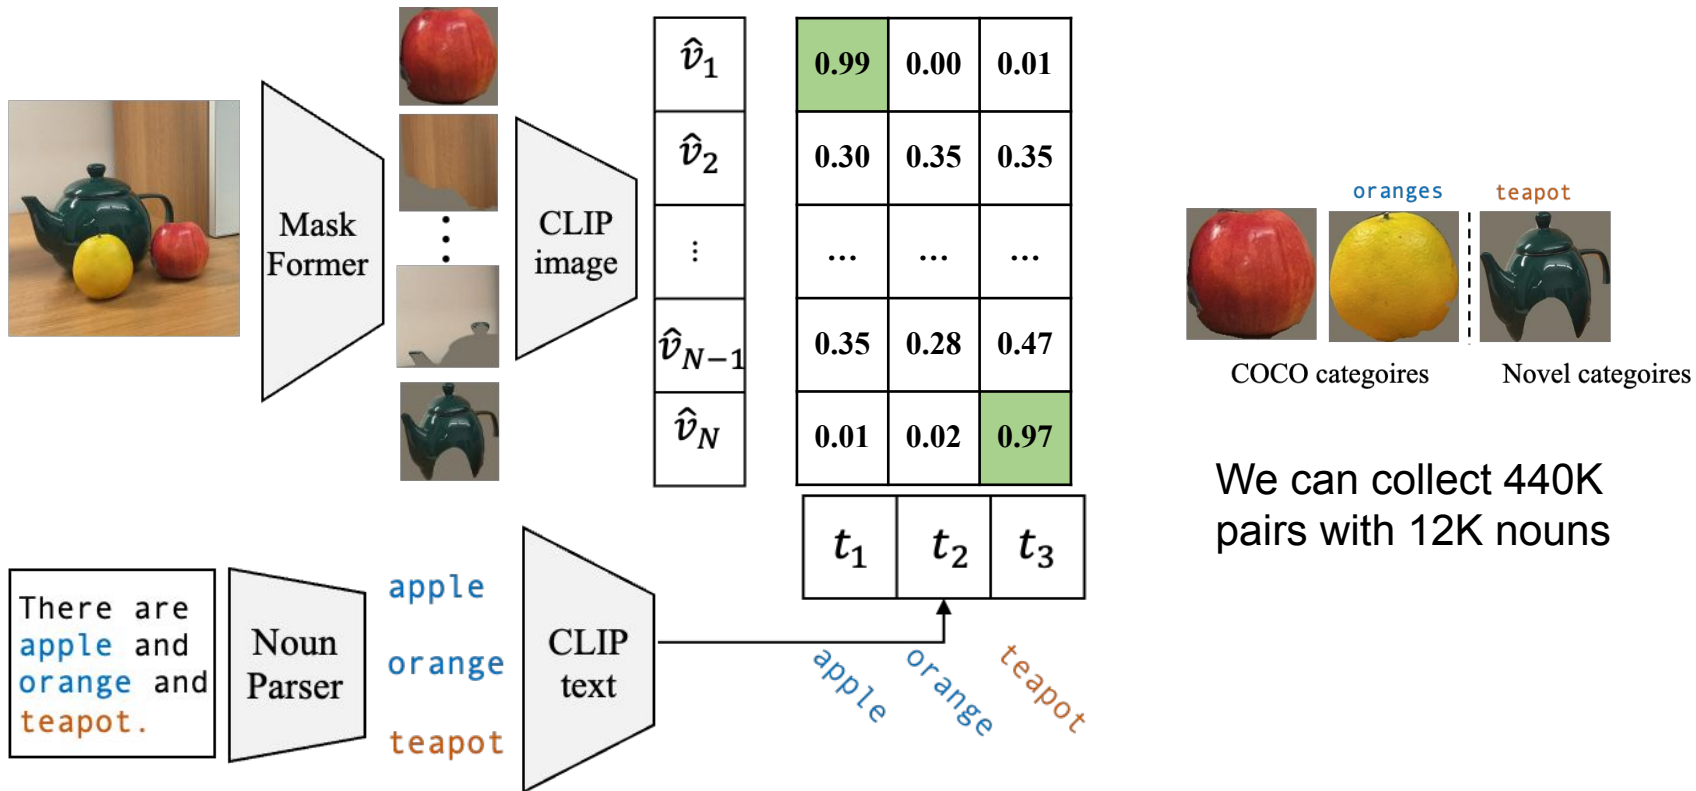 Mask
Former
CLIP
image
v̂₁
v̂₂
⋮
v̂_{N−1}
v̂_N
0.99 0.00 0.01
0.30 0.35 0.35
... ... ...
0.35 0.28 0.47
0.01 0.02 0.97
t₁ t₂ t₃
apple
orange
teapot
There are
apple and
orange and
teapot.
Noun
Parser
apple
orange
teapot
CLIP
text
oranges teapot
COCO categoires Novel categoires
We can collect 440K
pairs with 12K nouns